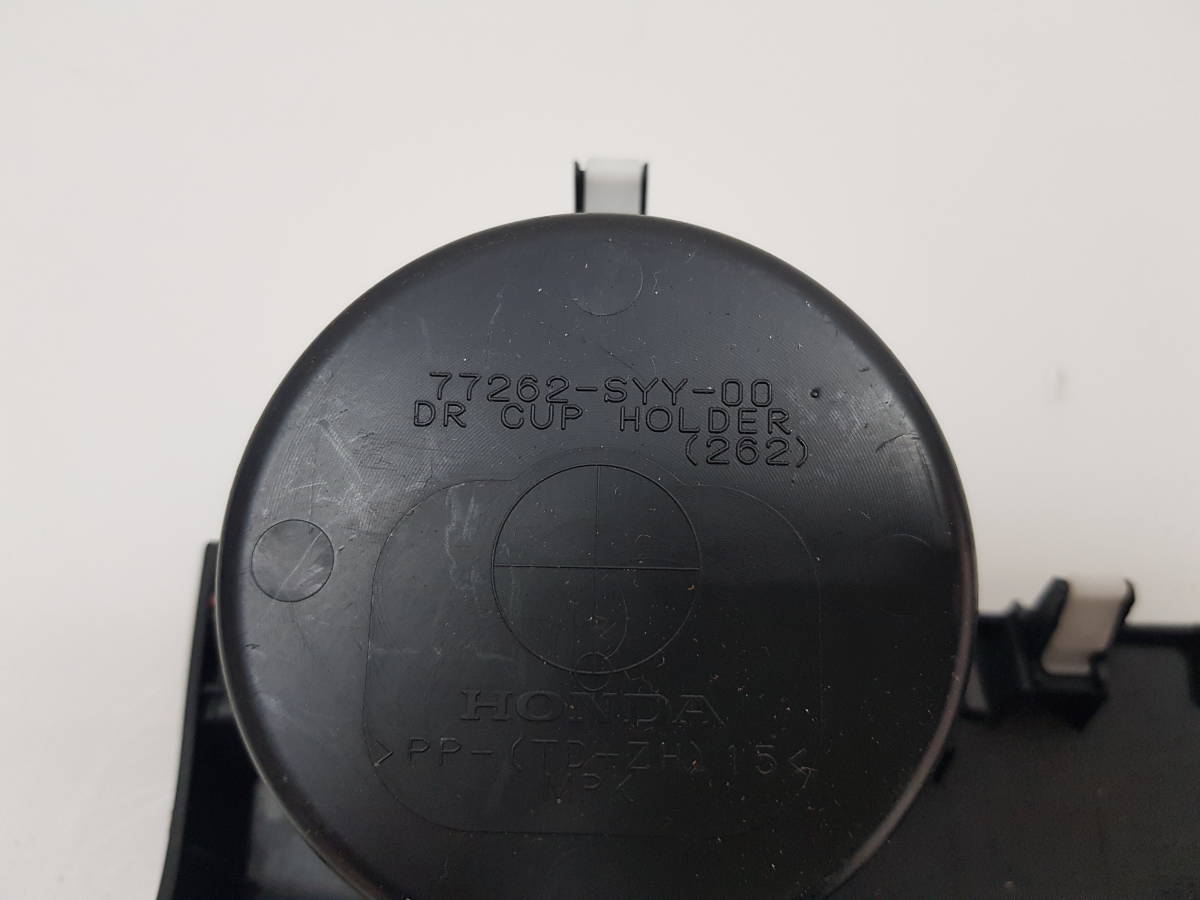 77262-SYY-00
DR CUP HOLDER
(262)
HONDA
>PP-(TD-ZH)15<